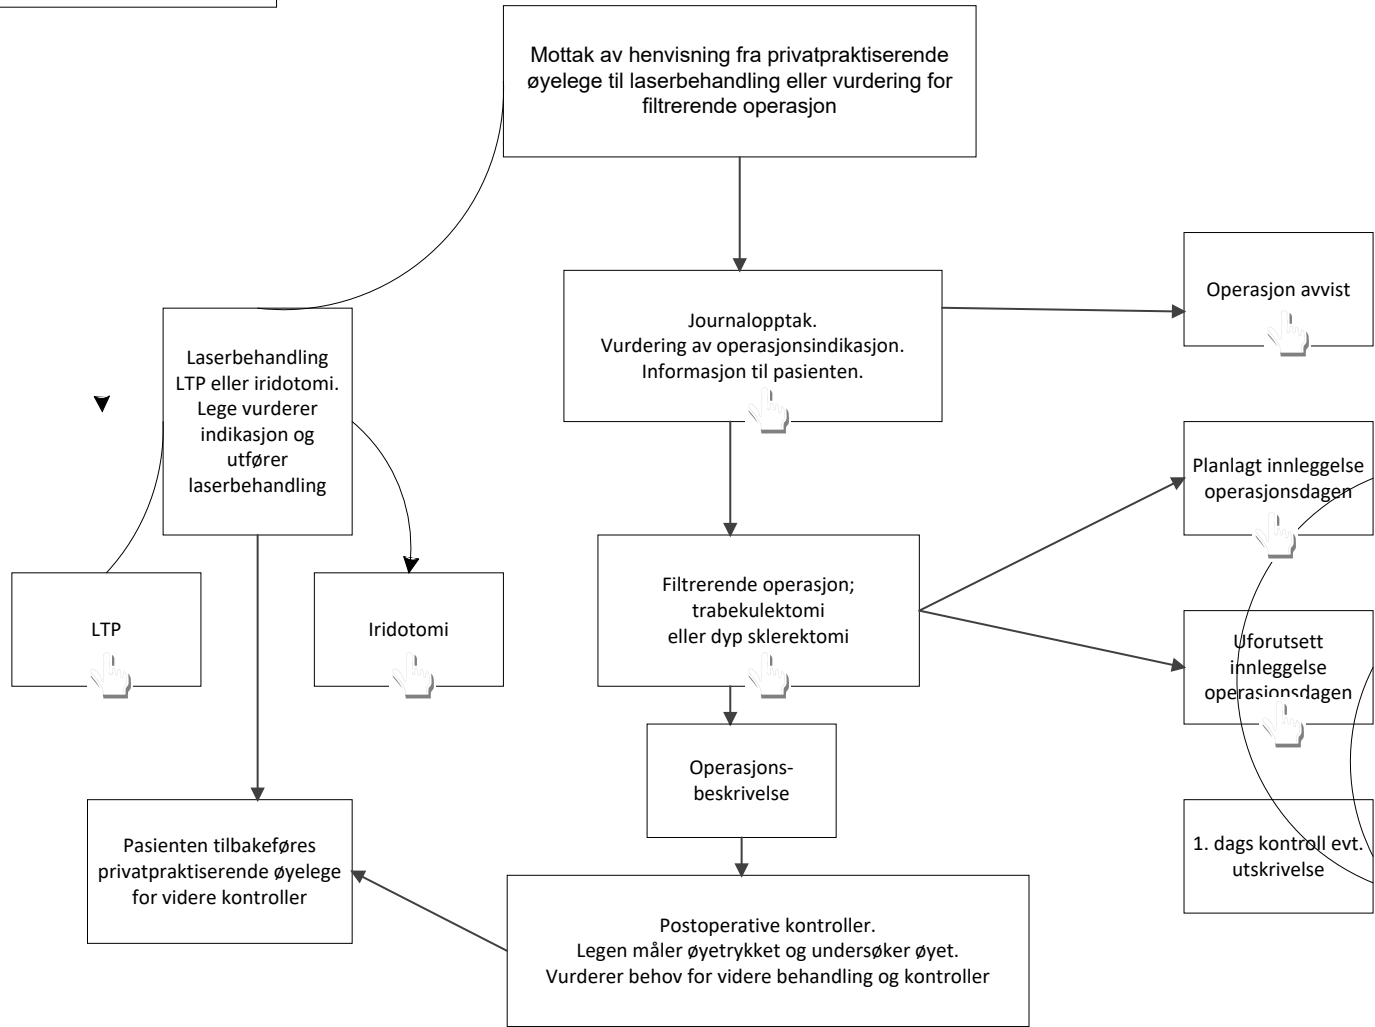 Mottak av henvisning fra privatpraktiserende
øyelege til laserbehandling eller vurdering for
filtrerende operasjon
Journalopptak.
Vurdering av operasjonsindikasjon.
Informasjon til pasienten.
Operasjon avvist
Laserbehandling
LTP eller iridotomi.
Lege vurderer
indikasjon og
utfører
laserbehandling
Planlagt innleggelse
operasjonsdagen
LTP
Iridotomi
Filtrerende operasjon;
trabekulektomi
eller dyp sklerektomi
Uforutsett
innleggelse
operasjonsdagen
Operasjons-
beskrivelse
1. dags kontroll evt.
utskrivelse
Pasienten tilbakeføres
privatpraktiserende øyelege
for videre kontroller
Postoperative kontroller.
Legen måler øyetrykket og undersøker øyet.
Vurderer behov for videre behandling og kontroller